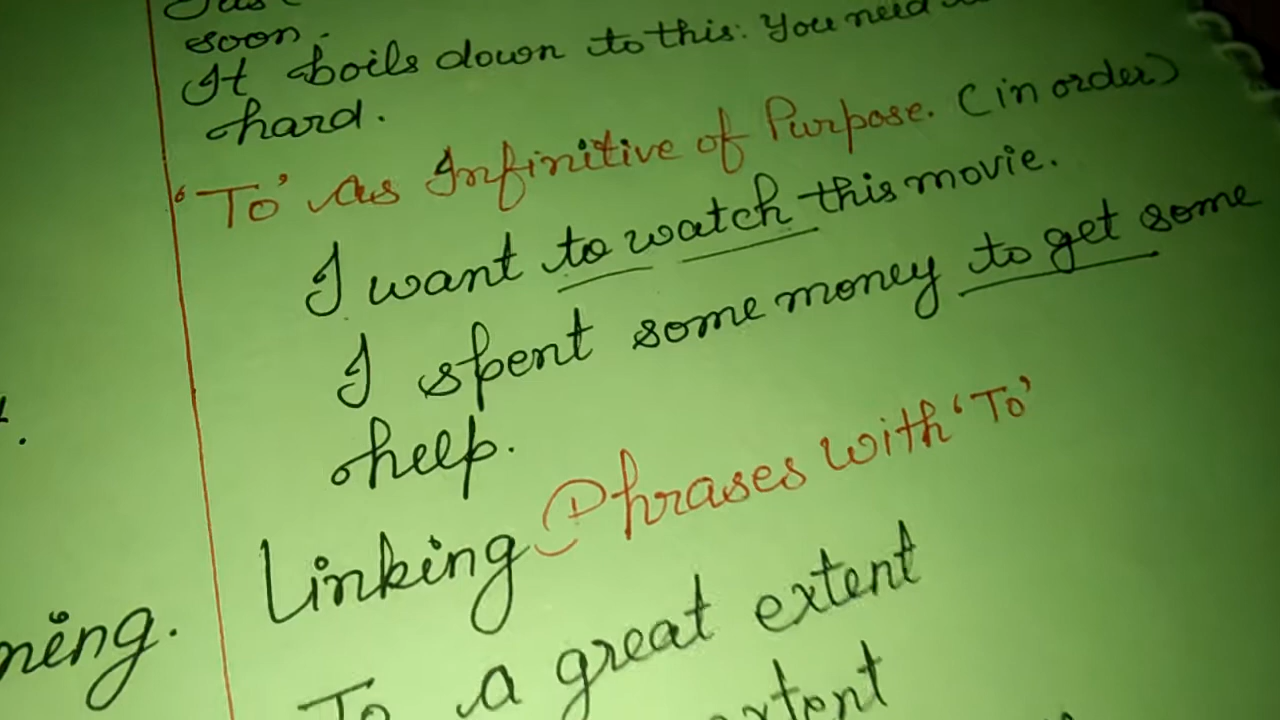 soon.
It boils down to this: You need
hard.
'To' as Infinitive of Purpose. (in order)
I want to watch this movie.
I spent some money to get some
help.
Linking Phrases with 'To'
To a great extent